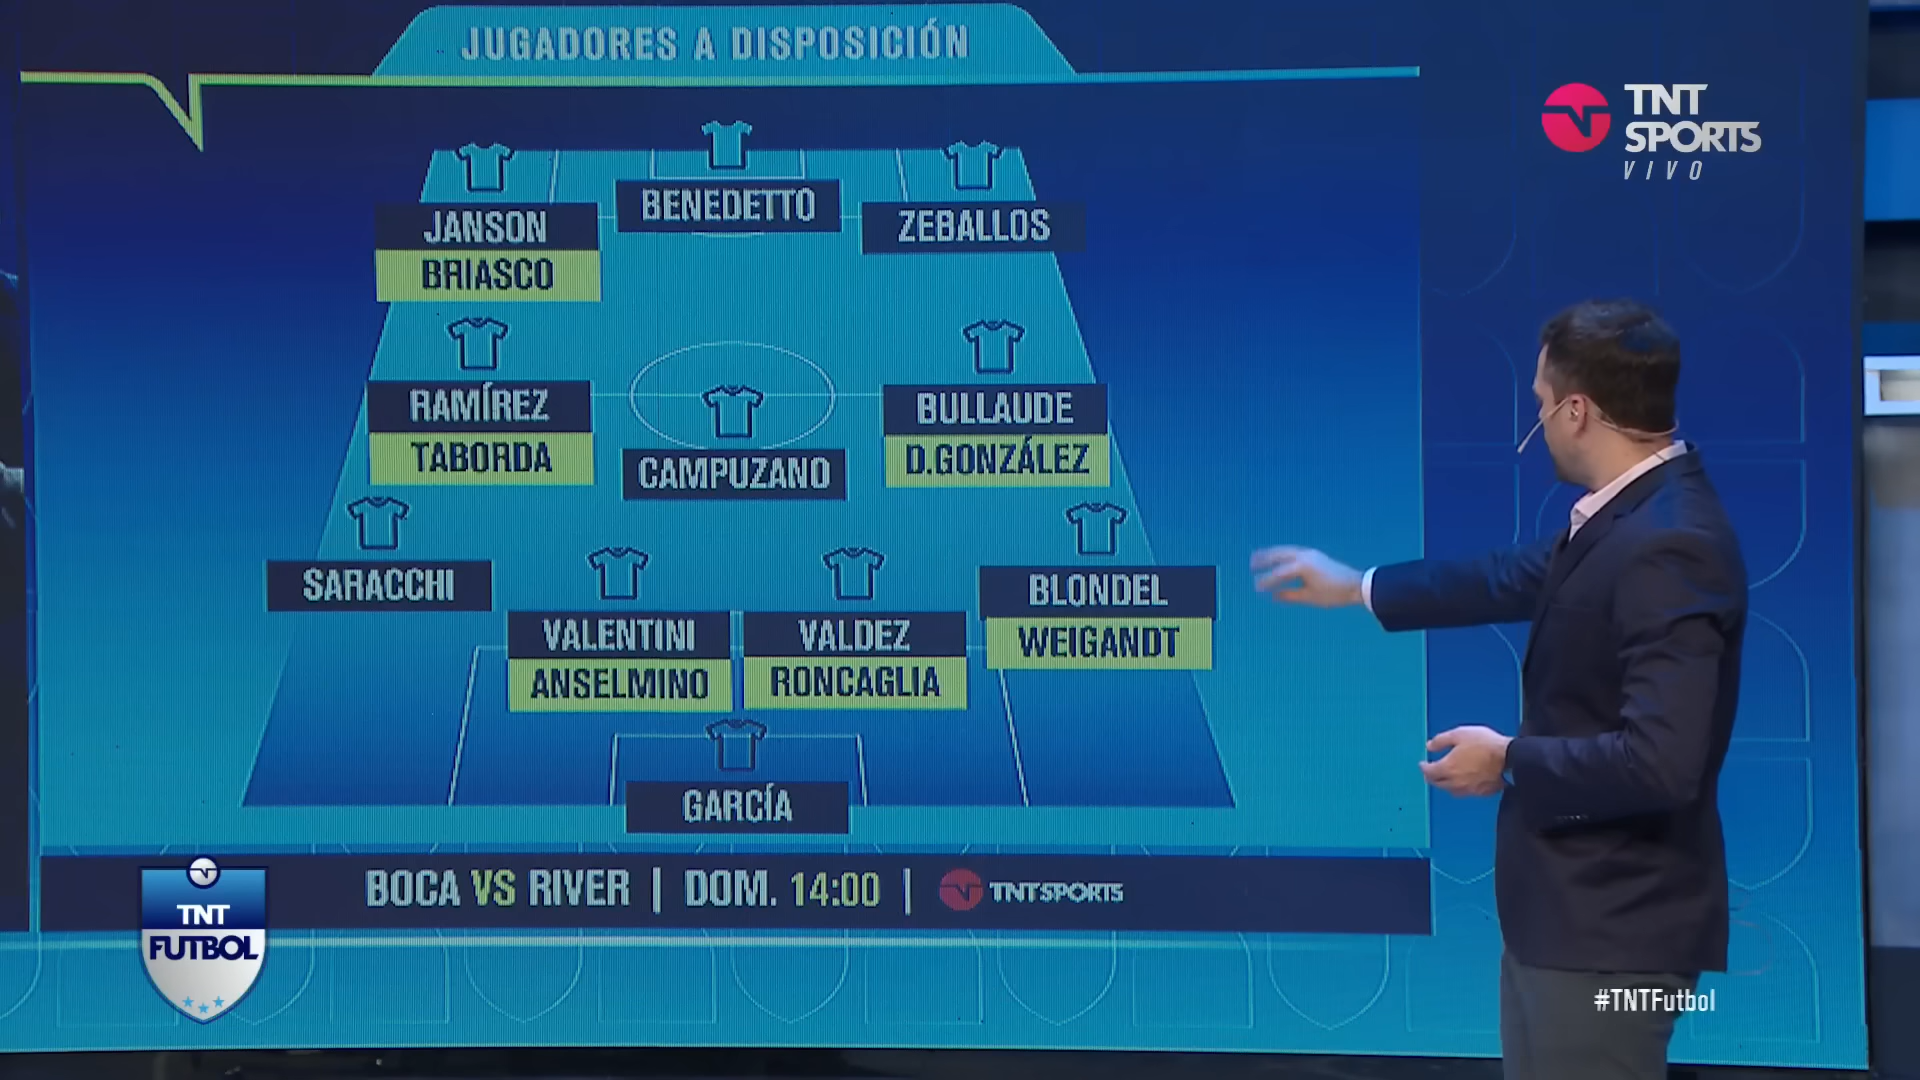 JUGADORES A DISPOSICIÓN
TNT
SPORTS
VIVO
BENEDETTO
JANSON
BRIASCO
ZEBALLOS
RAMÍREZ
TABORDA
CAMPUZANO
BULLAUDE
D.GONZÁLEZ
SARACCHI
VALENTINI
ANSELMINO
VALDEZ
RONCAGLIA
BLONDEL
WEIGANDT
GARCÍA
BOCA VS RIVER | DOM. 14:00 | TNT SPORTS
TNT
FUTBOL
#TNTFutbol